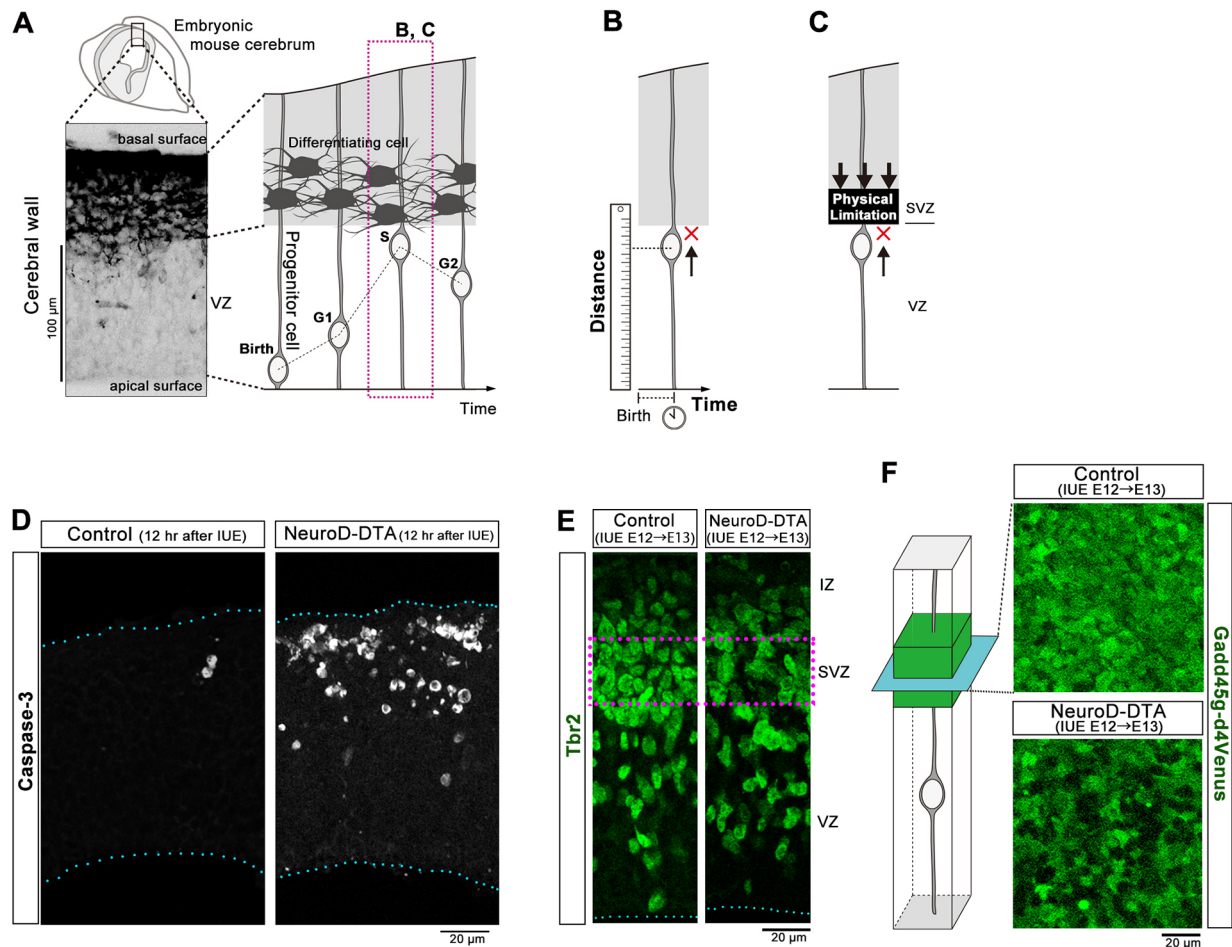 A
Embryonic
mouse cerebrum
B, C
basal surface
Differentiating cell
Cerebral wall
100 µm
VZ
Progenitor cell
S
G2
G1
Birth
apical surface
Time
B
Distance
Birth
Time
C
Physical
Limitation
SVZ
VZ
D
Control (12 hr after IUE)
NeuroD-DTA (12 hr after IUE)
Caspase-3
20 µm
E
Control
(IUE E12→E13)
NeuroD-DTA
(IUE E12→E13)
Tbr2
IZ
SVZ
VZ
20 µm
F
Control
(IUE E12→E13)
NeuroD-DTA
(IUE E12→E13)
Gadd45g-d4Venus
20 µm